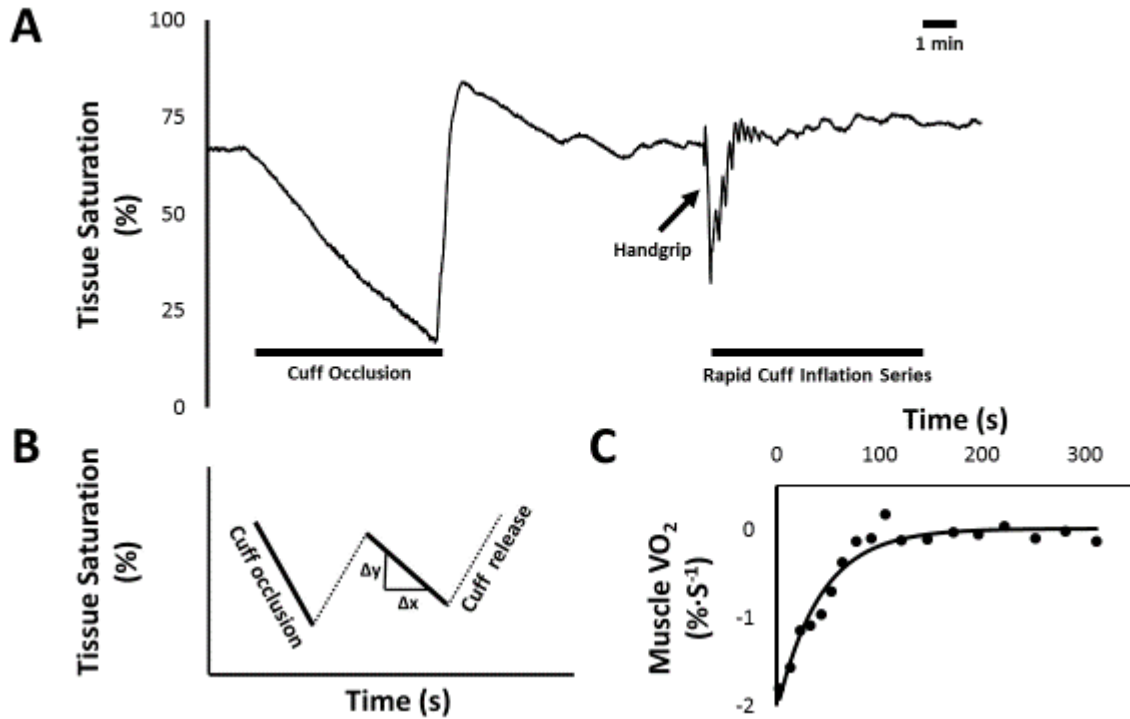 A
100
75
50
25
0
Tissue Saturation
(%)
1 min
Handgrip
Cuff Occlusion
Rapid Cuff Inflation Series
B
Tissue Saturation
(%)
Cuff occlusion
Δy
Δx
Cuff release
Time (s)
C
Time (s)
0 100 200 300
0
-1
-2
Muscle VO₂
(%·S⁻¹)